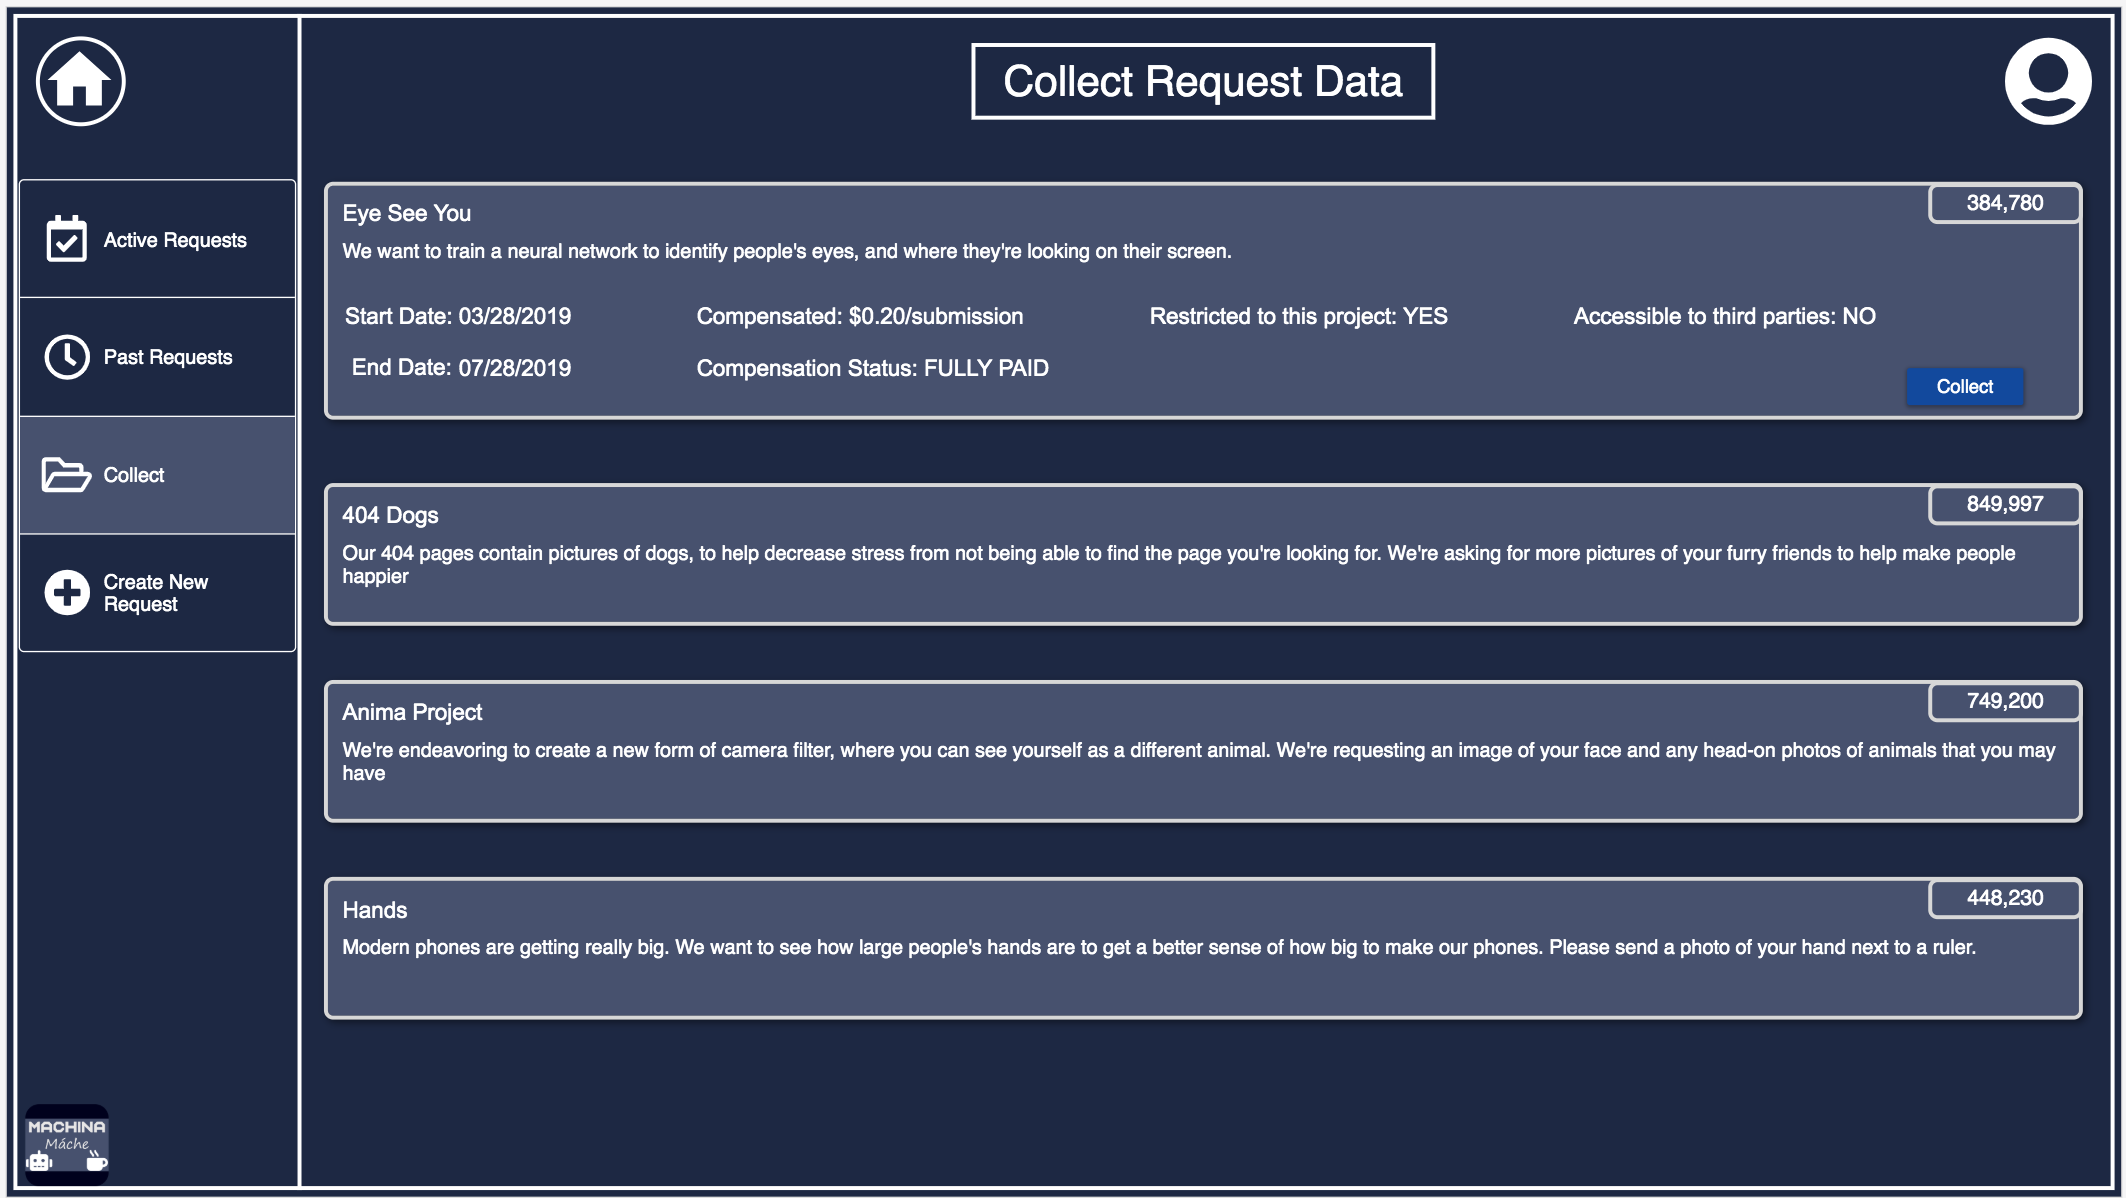 Collect Request Data
Active Requests
Past Requests
Collect
Create New
Request
MACHINA
Máche
Eye See You
384,780
We want to train a neural network to identify people's eyes, and where they're looking on their screen.
Start Date: 03/28/2019
Compensated: $0.20/submission
Restricted to this project: YES
Accessible to third parties: NO
End Date: 07/28/2019
Compensation Status: FULLY PAID
Collect
404 Dogs
849,997
Our 404 pages contain pictures of dogs, to help decrease stress from not being able to find the page you're looking for. We're asking for more pictures of your furry friends to help make people
happier
Anima Project
749,200
We're endeavoring to create a new form of camera filter, where you can see yourself as a different animal. We're requesting an image of your face and any head-on photos of animals that you may
have
Hands
448,230
Modern phones are getting really big. We want to see how large people's hands are to get a better sense of how big to make our phones. Please send a photo of your hand next to a ruler.